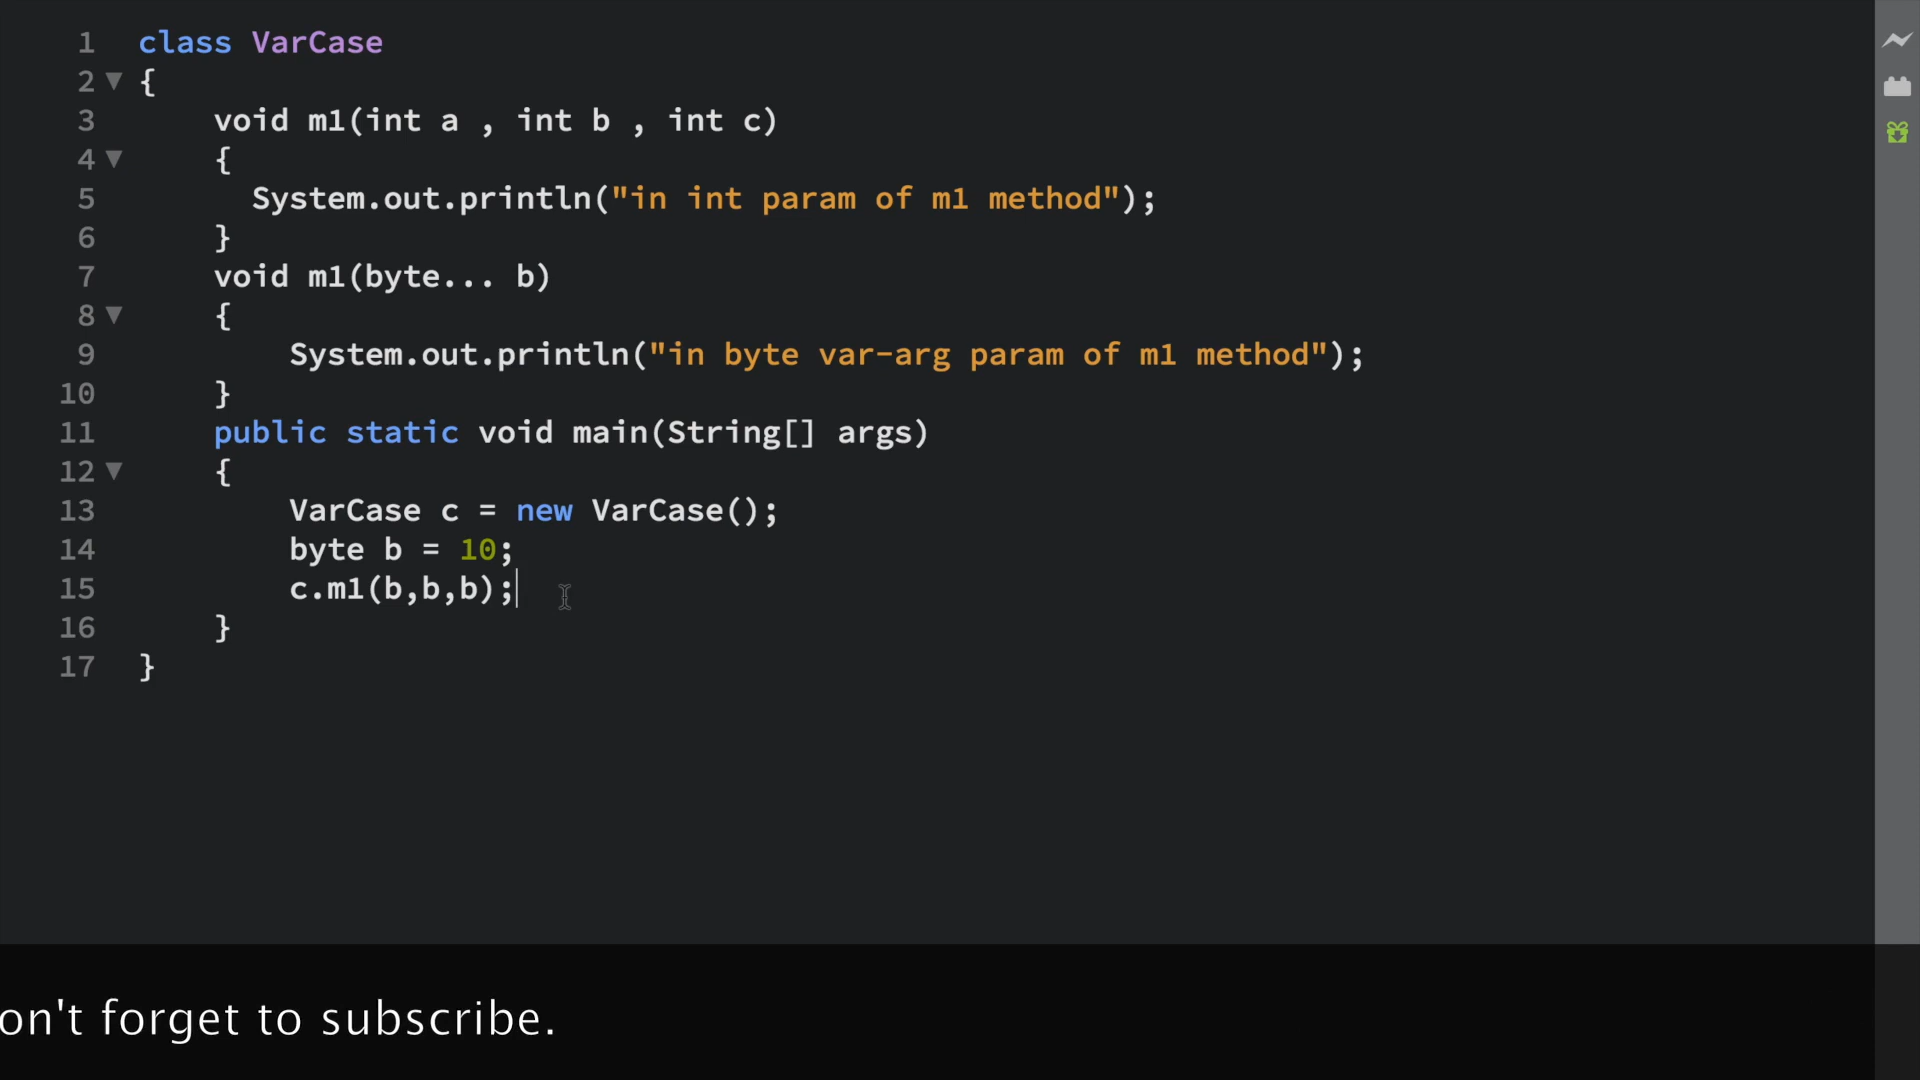 1 class VarCase
2 {
3 void m1(int a , int b , int c)
4 {
5 System.out.println("in int param of m1 method");
6 }
7 void m1(byte... b)
8 {
9 System.out.println("in byte var-arg param of m1 method");
10 }
11 public static void main(String[] args)
12 {
13 VarCase c = new VarCase();
14 byte b = 10;
15 c.m1(b,b,b);
16 }
17 }
on't forget to subscribe.